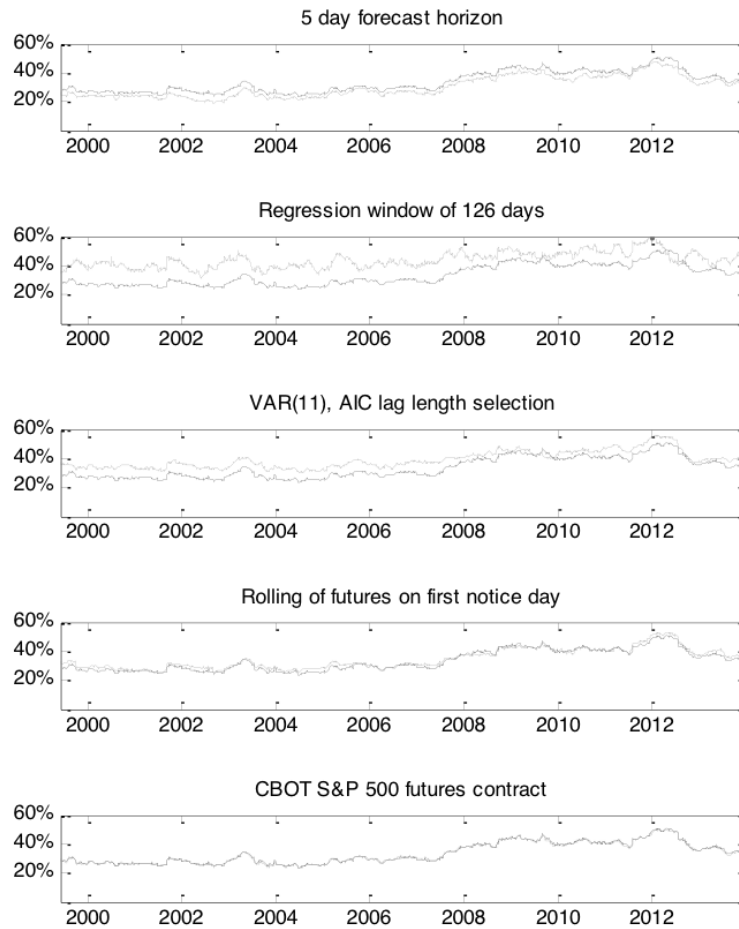 5 day forecast horizon
60%
40%
20%
2000 2002 2004 2006 2008 2010 2012
Regression window of 126 days
60%
40%
20%
2000 2002 2004 2006 2008 2010 2012
VAR(11), AIC lag length selection
60%
40%
20%
2000 2002 2004 2006 2008 2010 2012
Rolling of futures on first notice day
60%
40%
20%
2000 2002 2004 2006 2008 2010 2012
CBOT S&P 500 futures contract
60%
40%
20%
2000 2002 2004 2006 2008 2010 2012